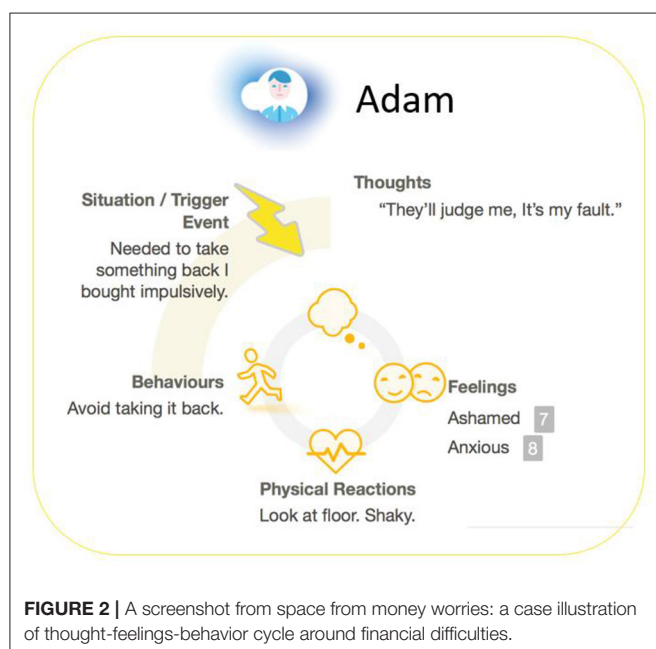 Adam
Situation / Trigger
Event
Needed to take
something back I
bought impulsively.
Thoughts
“They’ll judge me, It’s my fault.”
Feelings
Ashamed 7
Anxious 8
Physical Reactions
Look at floor. Shaky.
Behaviours
Avoid taking it back.
FIGURE 2 | A screenshot from space from money worries: a case illustration
of thought-feelings-behavior cycle around financial difficulties.